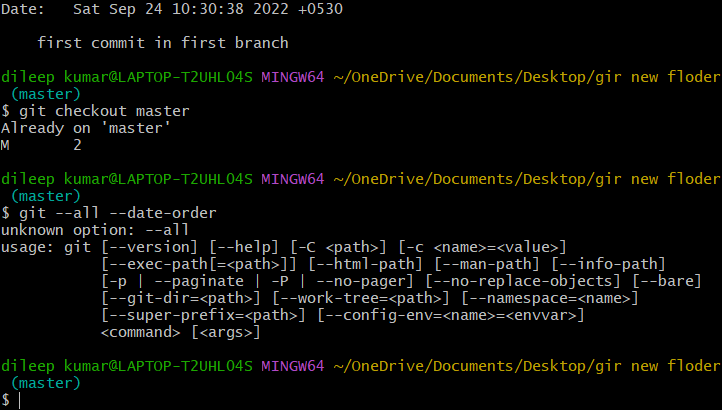 Date:   Sat Sep 24 10:30:38 2022 +0530
    first commit in first branch
dileep kumar@LAPTOP-T2UHLO4S MINGW64 ~/OneDrive/Documents/Desktop/gir new floder
 (master)
$ git checkout master
Already on 'master'
M       2
dileep kumar@LAPTOP-T2UHLO4S MINGW64 ~/OneDrive/Documents/Desktop/gir new floder
 (master)
$ git --all --date-order
unknown option: --all
usage: git [--version] [--help] [-C <path>] [-c <name>=<value>]
           [--exec-path[=<path>]] [--html-path] [--man-path] [--info-path]
           [-p | --paginate | -P | --no-pager] [--no-replace-objects] [--bare]
           [--git-dir=<path>] [--work-tree=<path>] [--namespace=<name>]
           [--super-prefix=<path>] [--config-env=<name>=<envvar>]
           <command> [<args>]
dileep kumar@LAPTOP-T2UHLO4S MINGW64 ~/OneDrive/Documents/Desktop/gir new floder
 (master)
$